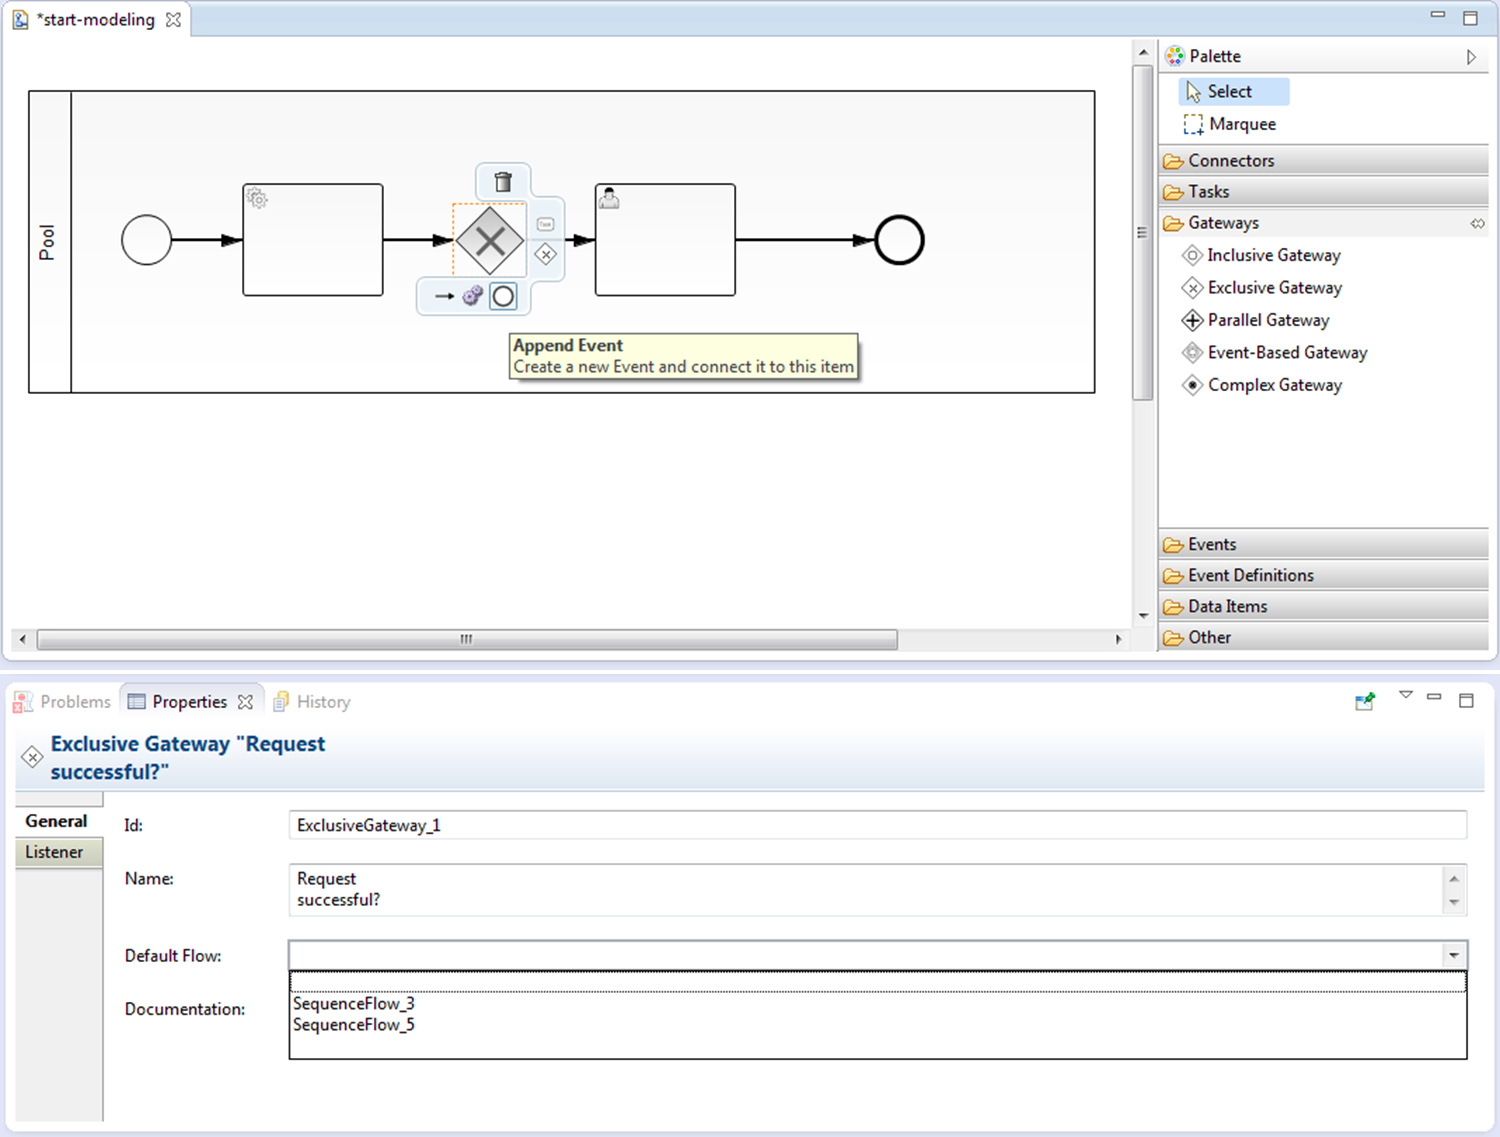 *start-modeling
Palette
Select
Marquee
Connectors
Tasks
Gateways
Inclusive Gateway
Exclusive Gateway
Parallel Gateway
Event-Based Gateway
Complex Gateway
Events
Event Definitions
Data Items
Other
Pool
Append Event
Create a new Event and connect it to this item
Problems
Properties
History
Exclusive Gateway "Request
successful?"
General
Listener
Id:
ExclusiveGateway_1
Name:
Request
successful?
Default Flow:
SequenceFlow_3
SequenceFlow_5
Documentation: